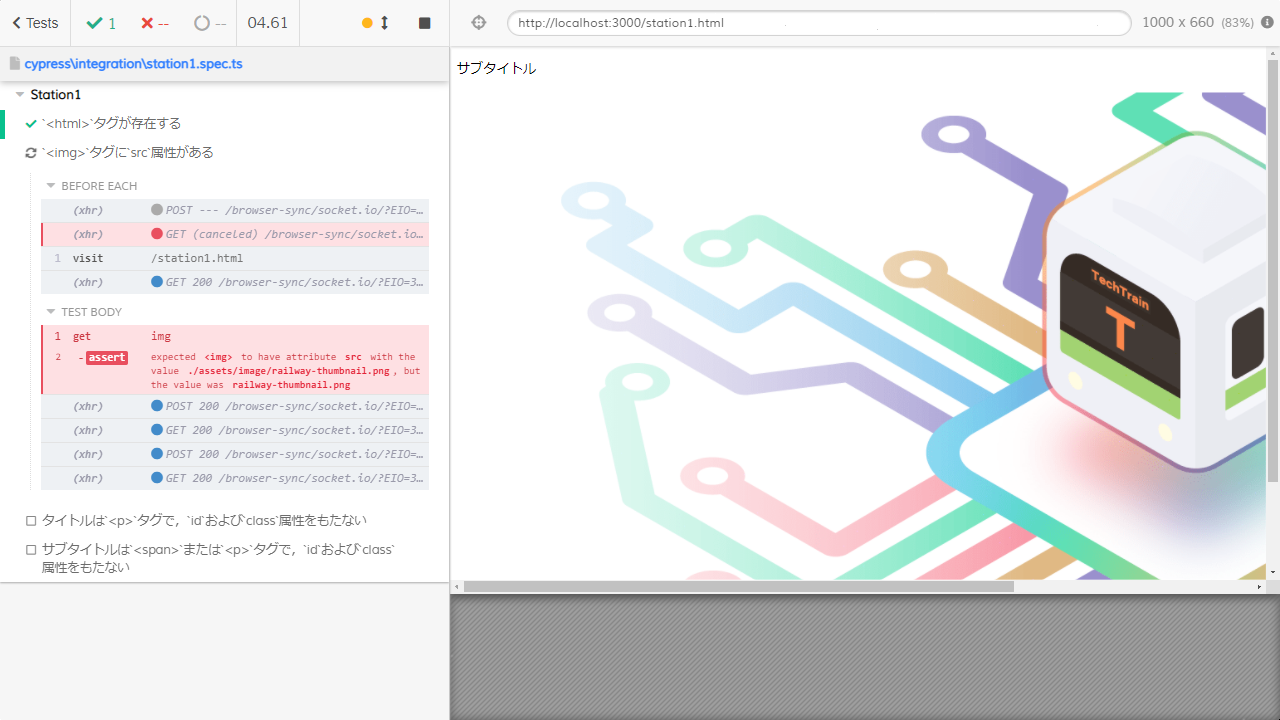 Tests
1
--
--
04.61
http://localhost:3000/station1.html
1000 x 660 (83%)
cypress\integration\station1.spec.ts
Station1
`<html>`タグが存在する
`<img>`タグに`src`属性がある
BEFORE EACH
(xhr) POST --- /browser-sync/socket.io/?EIO=…
(xhr) GET (canceled) /browser-sync/socket.io…
1 visit /station1.html
(xhr) GET 200 /browser-sync/socket.io/?EIO=3…
TEST BODY
1 get img
2 -assert expected <img> to have attribute src with the
value ./assets/image/railway-thumbnail.png, but
the value was railway-thumbnail.png
(xhr) POST 200 /browser-sync/socket.io/?EIO=…
(xhr) GET 200 /browser-sync/socket.io/?EIO=3…
(xhr) POST 200 /browser-sync/socket.io/?EIO=…
(xhr) GET 200 /browser-sync/socket.io/?EIO=3…
タイトルは`<p>`タグで，`id`および`class`属性をもたない
サブタイトルは`<span>`または`<p>`タグで，`id`および`class`
属性をもたない
サブタイトル
TechTrain
T